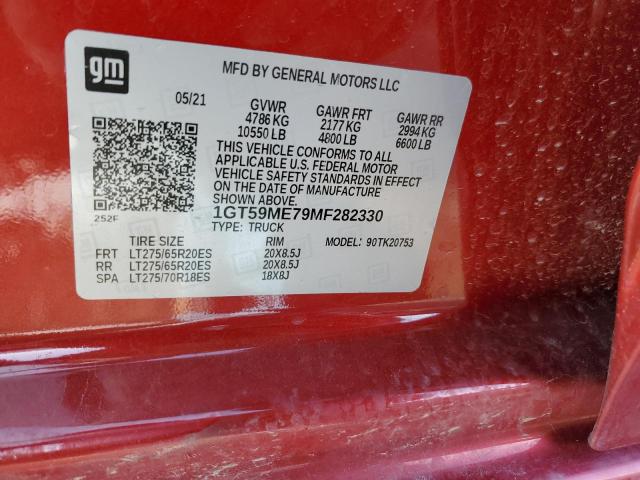 gm
MFD BY GENERAL MOTORS LLC
05/21 GVWR GAWR FRT GAWR RR
4786 KG 2177 KG 2994 KG
10550 LB 4800 LB 6600 LB
THIS VEHICLE CONFORMS TO ALL
APPLICABLE U.S. FEDERAL MOTOR
VEHICLE SAFETY STANDARDS IN EFFECT
ON THE DATE OF MANUFACTURE
SHOWN ABOVE.
252F 1GT59ME79MF282330
TYPE: TRUCK
TIRE SIZE RIM MODEL: 90TK20753
FRT LT275/65R20ES 20X8.5J
RR LT275/65R20ES 20X8.5J
SPA LT275/70R18ES 18X8J